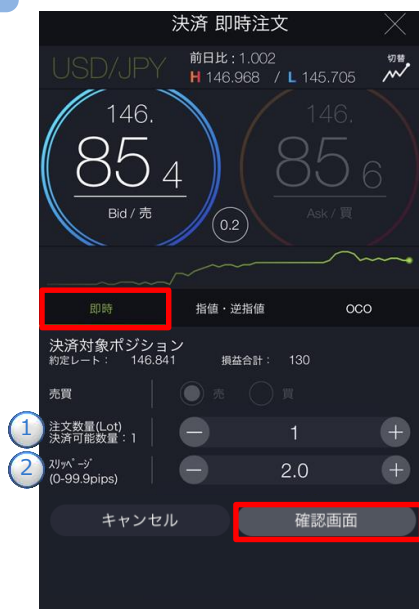 決済 即時注文
USD/JPY
前日比 : 1.002
H 146.968 / L 145.705
切替
146.
85 4
Bid / 売
0.2
146.
85 6
Ask / 買
即時
指値・逆指値
OCO
決済対象ポジション
約定レート： 146.841 損益合計： 130
売買
売
買
1
注文数量(Lot)
決済可能数量：1
1
2
ｽﾘｯﾍﾟｰｼﾞ
(0-99.9pips)
2.0
キャンセル
確認画面